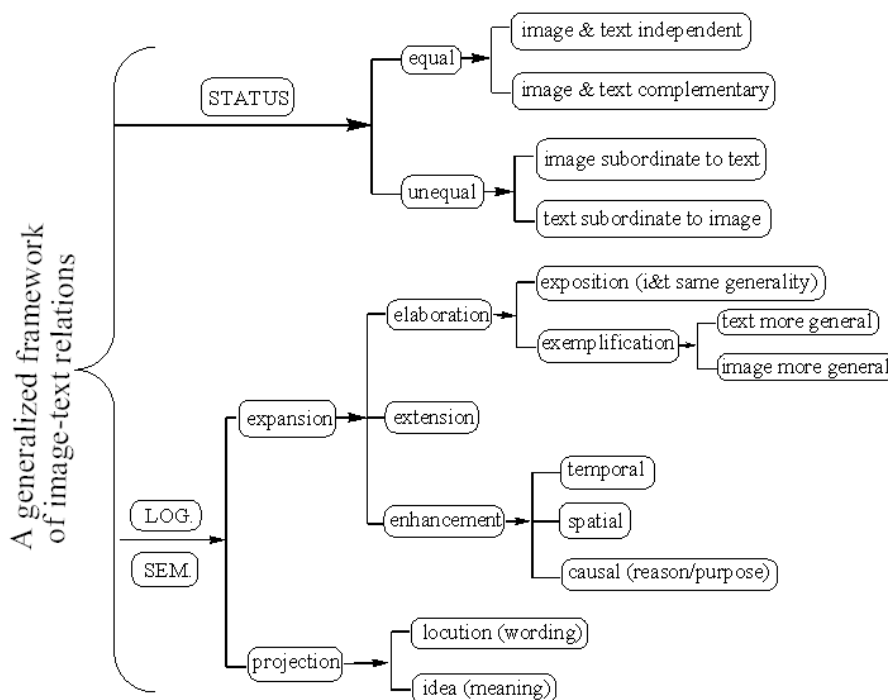 A generalized framework
of image-text relations
STATUS
equal
image & text independent
image & text complementary
unequal
image subordinate to text
text subordinate to image
LOG.
SEM.
expansion
elaboration
exposition (i&t same generality)
exemplification
text more general
image more general
extension
enhancement
temporal
spatial
causal (reason/purpose)
projection
locution (wording)
idea (meaning)